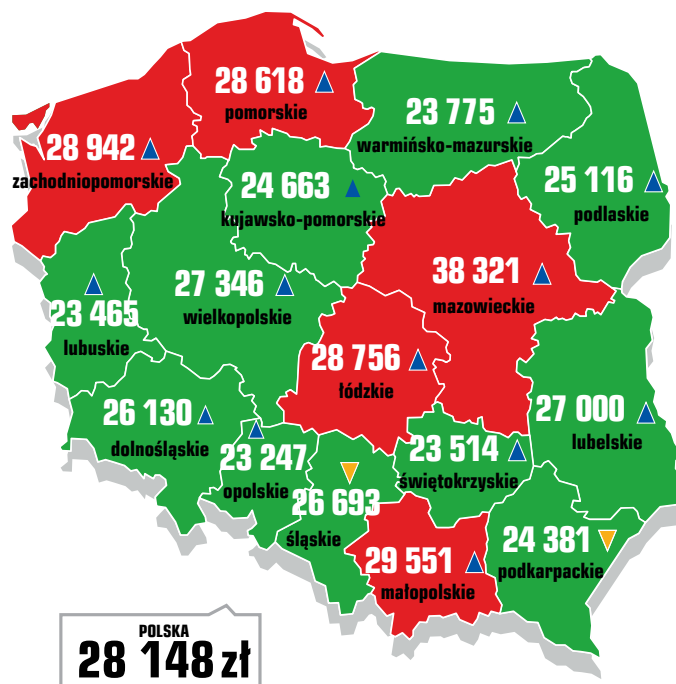 28 618
pomorskie
23 775
warmińsko-mazurskie
28 942
zachodniopomorskie
24 663
kujawsko-pomorskie
25 116
podlaskie
38 321
mazowieckie
27 346
wielkopolskie
23 465
lubuskie
28 756
łódzkie
26 130
dolnośląskie
27 000
lubelskie
23 247
opolskie
23 514
świętokrzyskie
26 693
śląskie
24 381
podkarpackie
29 551
małopolskie
POLSKA
28 148 zł